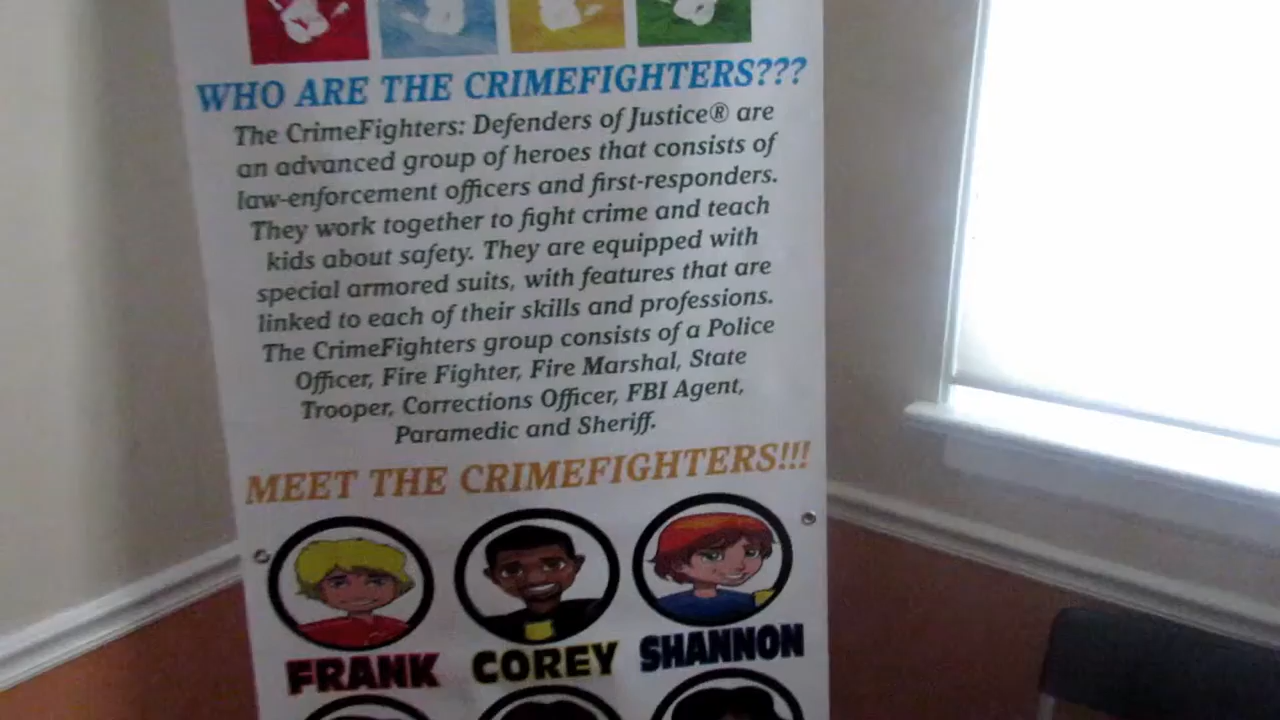 WHO ARE THE CRIMEFIGHTERS???
The CrimeFighters: Defenders of Justice® are
an advanced group of heroes that consists of
law-enforcement officers and first-responders.
They work together to fight crime and teach
kids about safety. They are equipped with
special armored suits, with features that are
linked to each of their skills and professions.
The CrimeFighters group consists of a Police
Officer, Fire Fighter, Fire Marshal, State
Trooper, Corrections Officer, FBI Agent,
Paramedic and Sheriff.
MEET THE CRIMEFIGHTERS!!!
FRANK COREY SHANNON